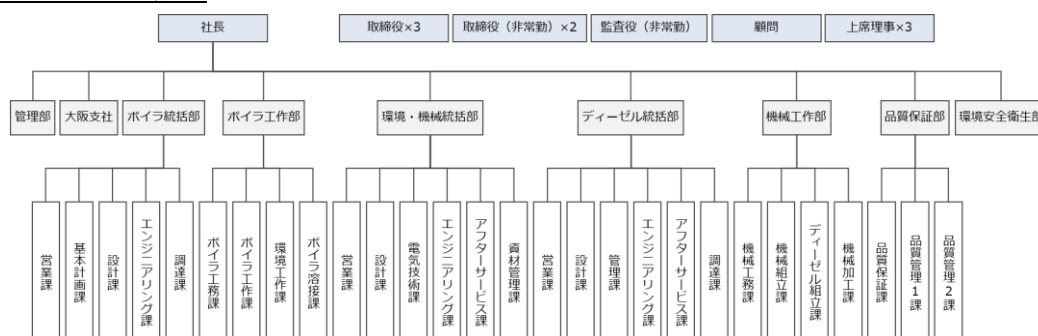 社長
取締役×3
取締役（非常勤）×2
監査役（非常勤）
顧問
上席理事×3
管理部
大阪支社
ボイラ統括部
ボイラ工作部
環境・機械統括部
ディーゼル統括部
機械工作部
品質保証部
環境安全衛生部
営業課
基本計画課
設計課
エンジニアリング課
調達課
ボイラ工務課
ボイラ工作課
環境工作課
ボイラ溶接課
営業課
設計課
電気技術課
エンジニアリング課
アフターサービス課
資材管理課
営業課
設計課
管理課
エンジニアリング課
アフターサービス課
調達課
機械工務課
機械組立課
ディーゼル組立課
機械加工課
品質保証課
品質管理1課
品質管理2課